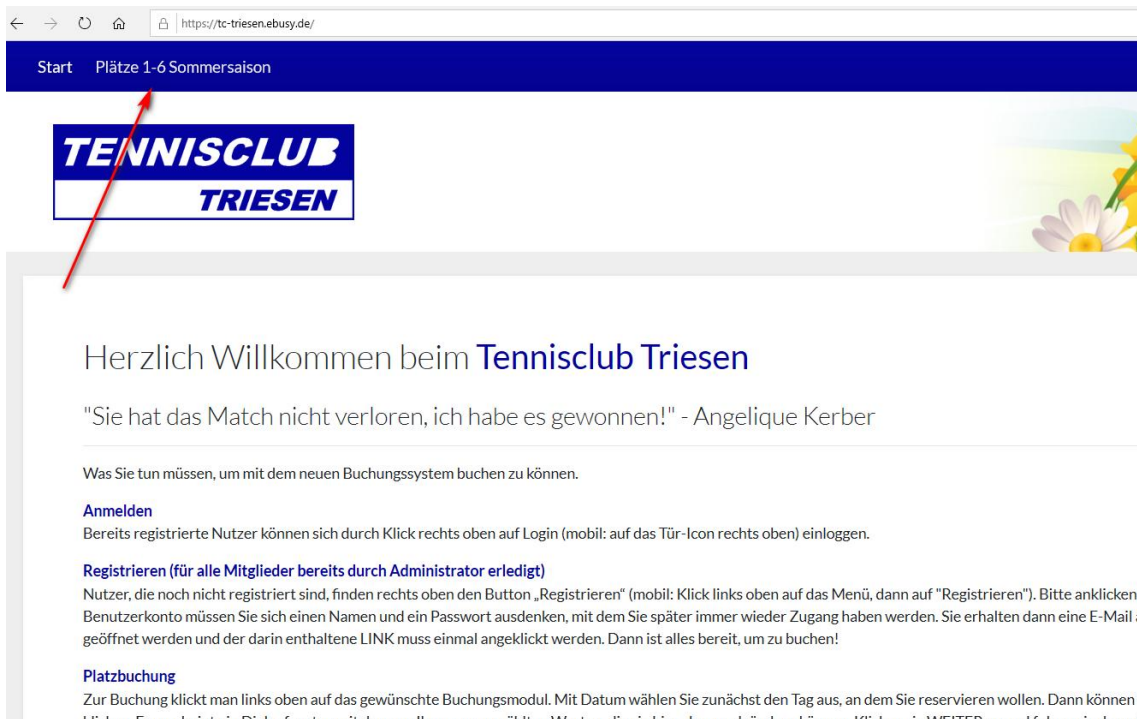 https://tc-triesen.ebusy.de/
Start Plätze 1-6 Sommersaison
TENNISCLUB
TRIESEN
Herzlich Willkommen beim Tennisclub Triesen
"Sie hat das Match nicht verloren, ich habe es gewonnen!" - Angelique Kerber
Was Sie tun müssen, um mit dem neuen Buchungssystem buchen zu können.
Anmelden
Bereits registrierte Nutzer können sich durch Klick rechts oben auf Login (mobil: auf das Tür-Icon rechts oben) einloggen.
Registrieren (für alle Mitglieder bereits durch Administrator erledigt)
Nutzer, die noch nicht registriert sind, finden rechts oben den Button „Registrieren“ (mobil: Klick links oben auf das Menü, dann auf "Registrieren"). Bitte anklicken
Benutzerkonto müssen Sie sich einen Namen und ein Passwort ausdenken, mit dem Sie später immer wieder Zugang haben werden. Sie erhalten dann eine E-Mail
geöffnet werden und der darin enthaltene LINK muss einmal angeklickt werden. Dann ist alles bereit, um zu buchen!
Platzbuchung
Zur Buchung klickt man links oben auf das gewünschte Buchungsmodul. Mit Datum wählen Sie zunächst den Tag aus, an dem Sie reservieren wollen. Dann können